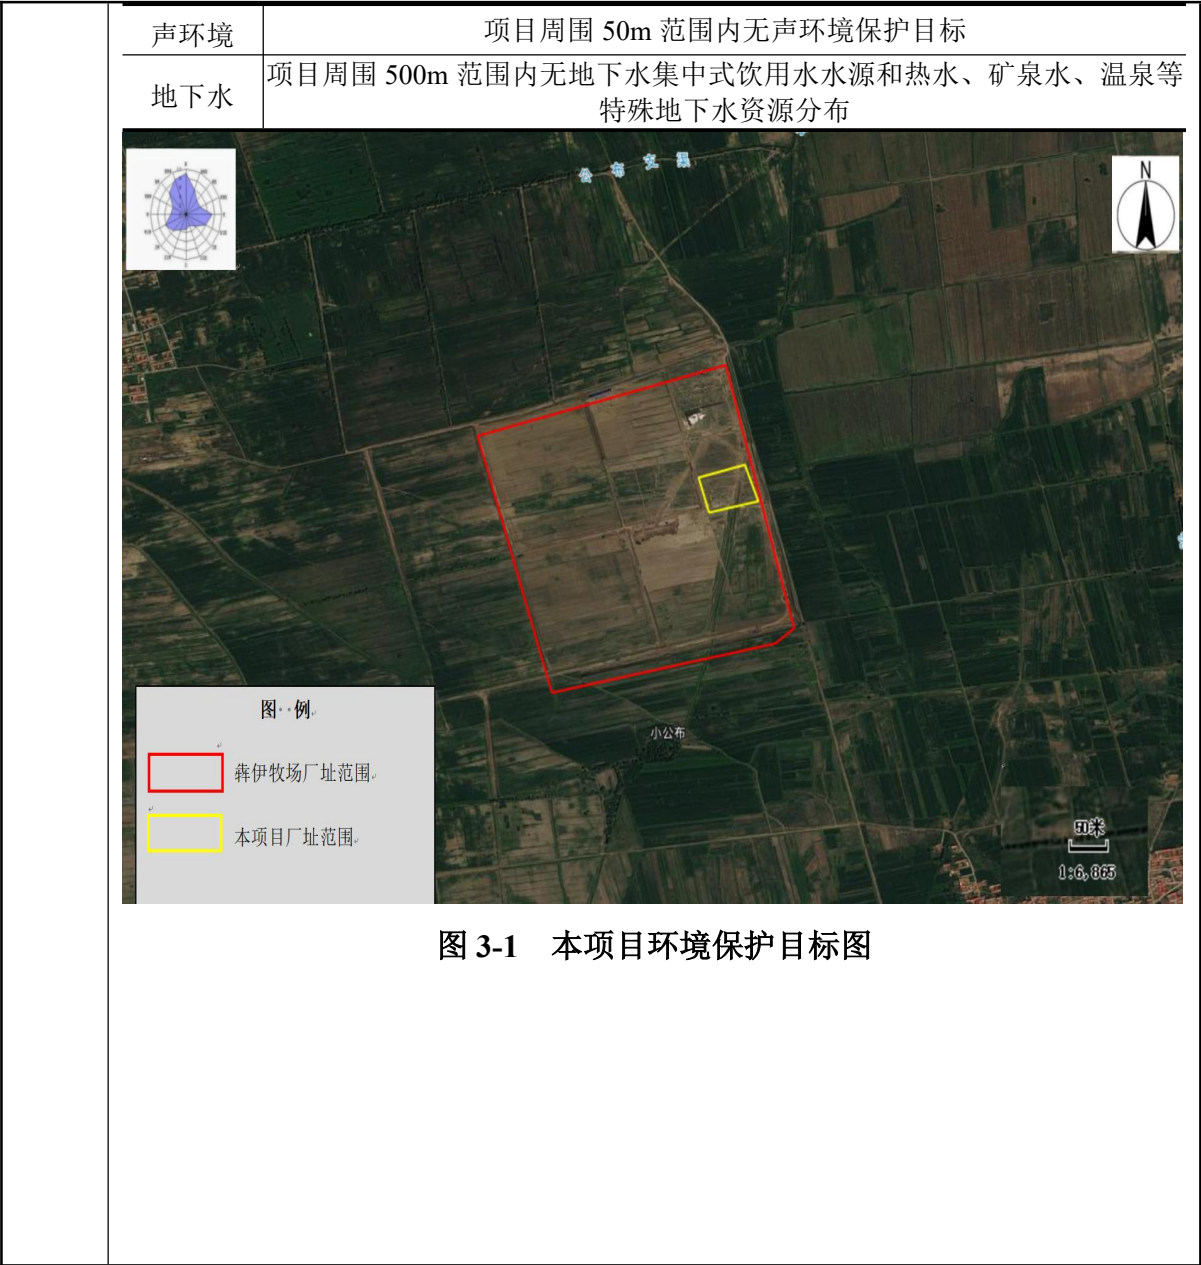 声环境
项目周围 50m 范围内无声环境保护目标
地下水
项目周围 500m 范围内无地下水集中式饮用水水源和热水、矿泉水、温泉等
特殊地下水资源分布
公布支渠
N
小公布
图 例
犇伊牧场厂址范围
本项目厂址范围
50米
1:6,865
图 3-1 本项目环境保护目标图